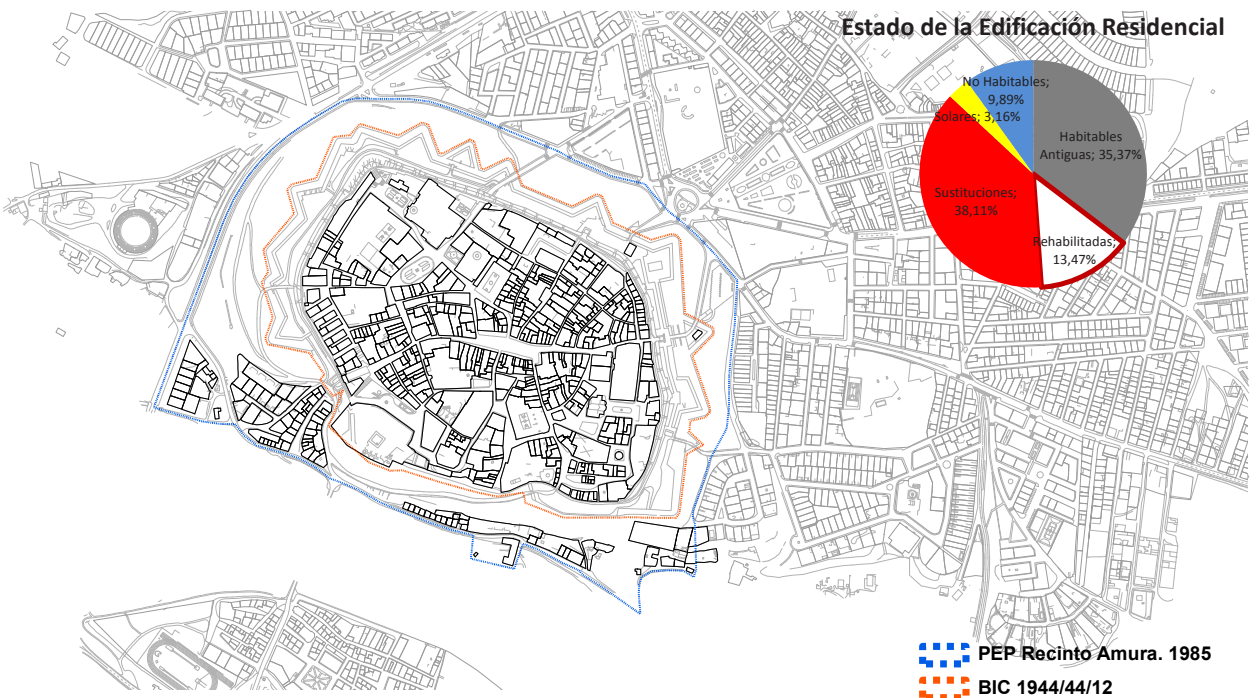 Estado de la Edificación Residencial
No Habitables;
9,89%
Solares; 3,16%
Habitables
Antiguas; 35,37%
Sustituciones;
38,11%
Rehabilitadas;
13,47%
PEP Recinto Amura. 1985
BIC 1944/44/12